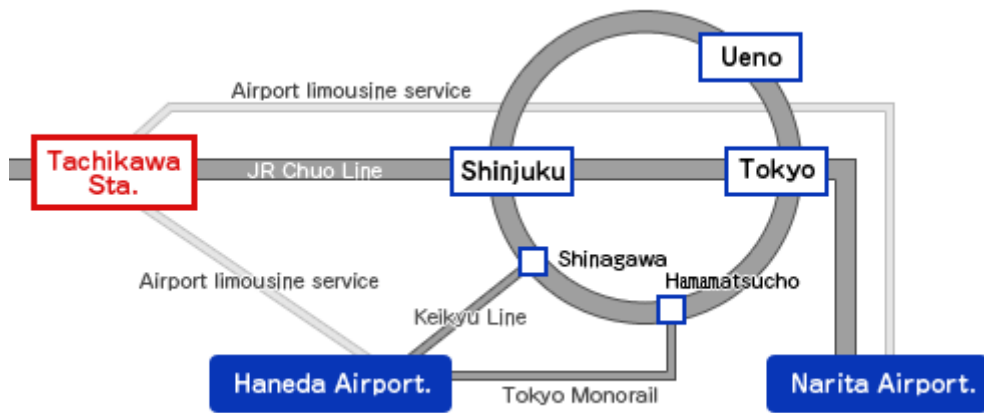 Ueno
Airport limousine service
Tachikawa
Sta.
JR Chuo Line
Shinjuku
Tokyo
Shinagawa
Hamamatsucho
Airport limousine service
Keikyu Line
Haneda Airport.
Narita Airport.
Tokyo Monorail